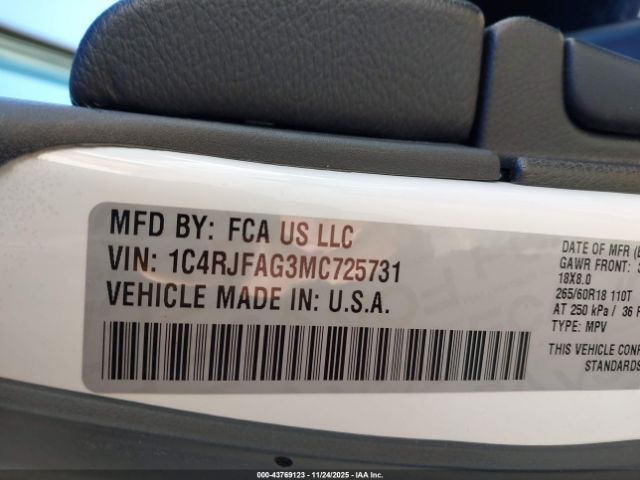 MFD BY: FCA US LLC
VIN: 1C4RJFAG3MC725731
VEHICLE MADE IN: U.S.A.
DATE OF MFR
GAWR FRONT:
18X8.0
265/60R18 110T
AT 250 kPa / 36
TYPE: MPV
THIS VEHICLE
STANDARDS
000-43769123 - 11/24/2025 - IAA Inc.